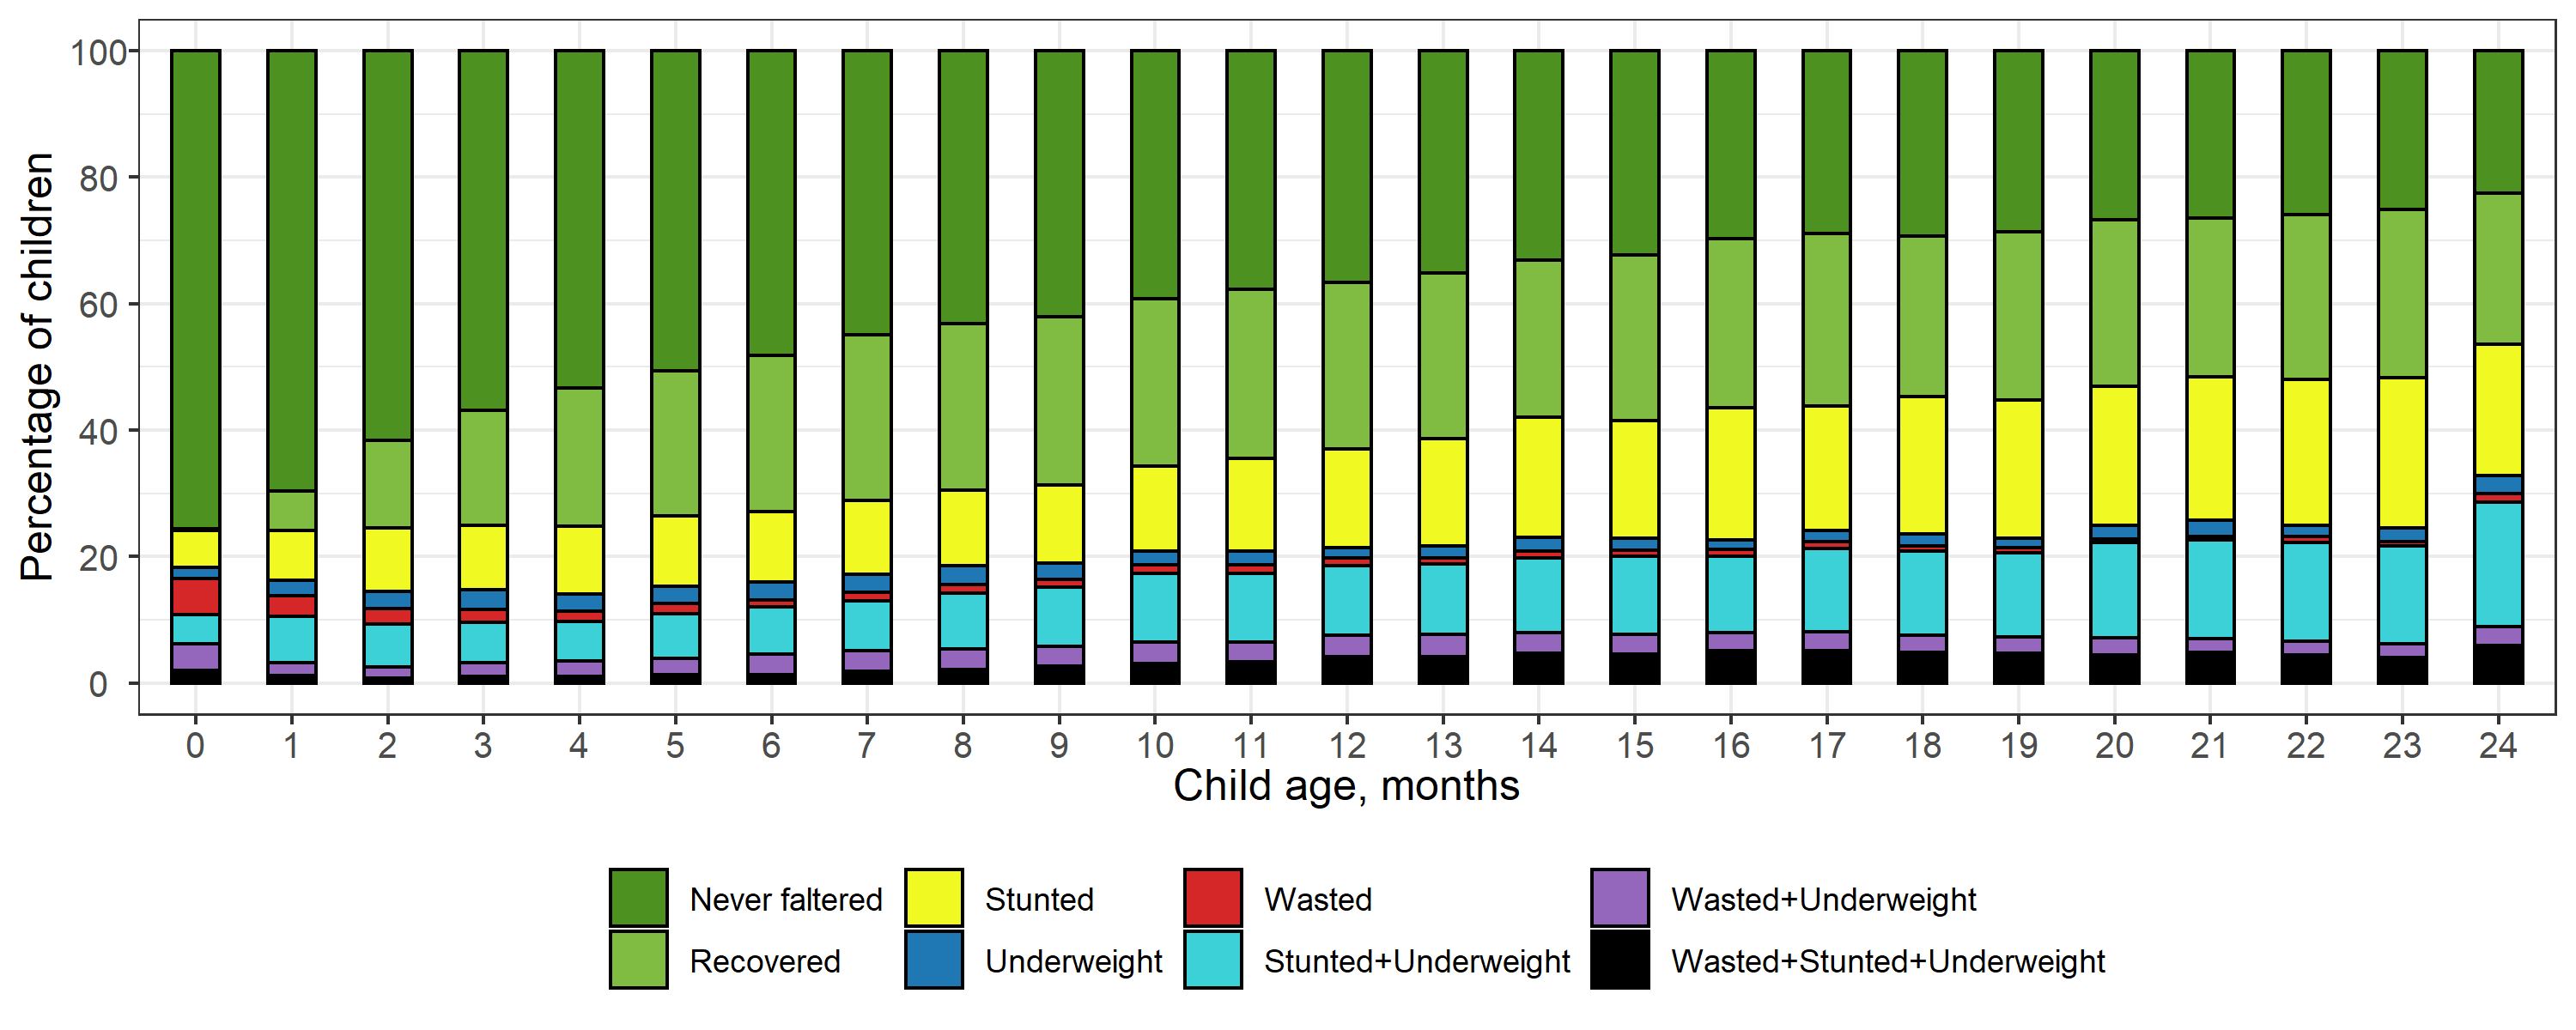 Percentage of children
100
80
60
40
20
0
0 1 2 3 4 5 6 7 8 9 10 11 12 13 14 15 16 17 18 19 20 21 22 23 24
Child age, months
Never faltered Stunted Wasted Wasted+Underweight
Recovered Underweight Stunted+Underweight Wasted+Stunted+Underweight